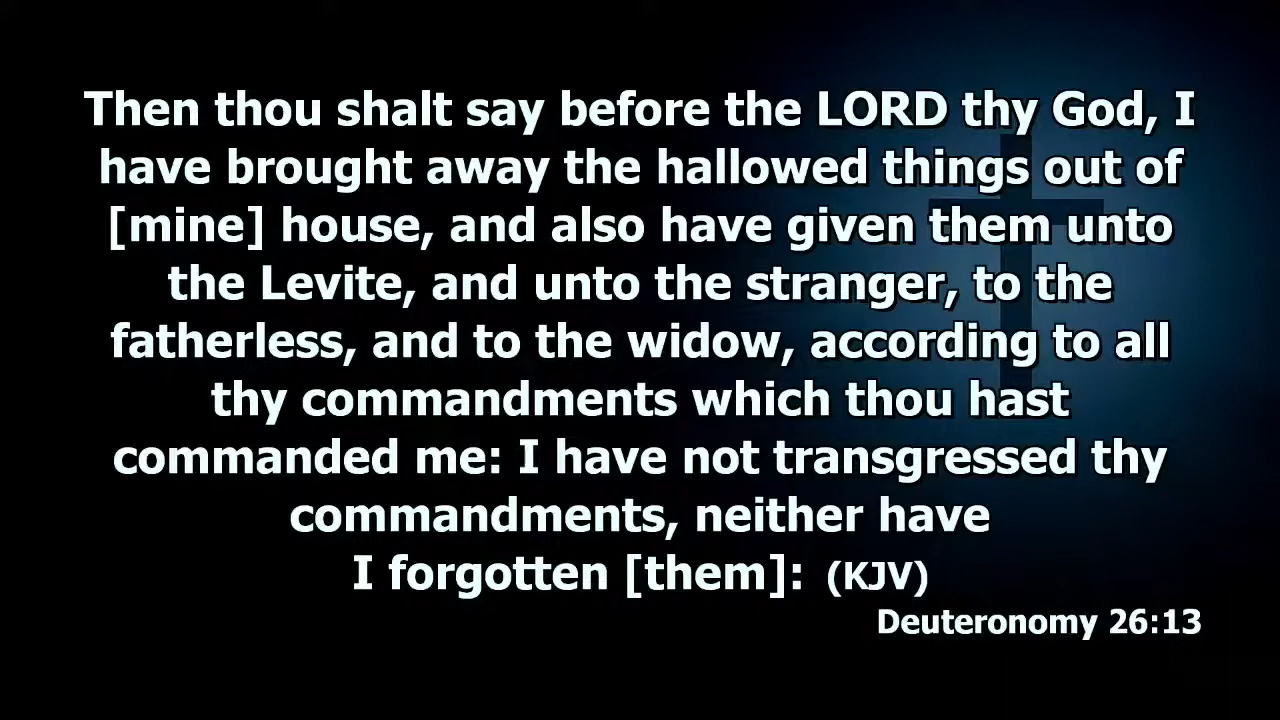 Then thou shalt say before the LORD thy God, I
have brought away the hallowed things out of
[mine] house, and also have given them unto
the Levite, and unto the stranger, to the
fatherless, and to the widow, according to all
thy commandments which thou hast
commanded me: I have not transgressed thy
commandments, neither have
I forgotten [them]: (KJV)
Deuteronomy 26:13